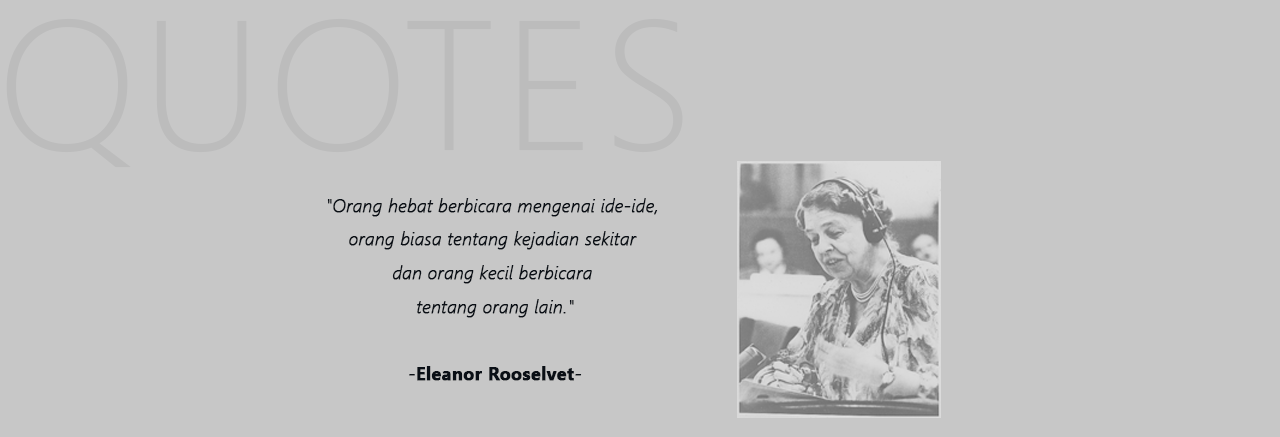 QUOTES
"Orang hebat berbicara mengenai ide-ide,
orang biasa tentang kejadian sekitar
dan orang kecil berbicara
tentang orang lain."
-Eleanor Rooselvet-